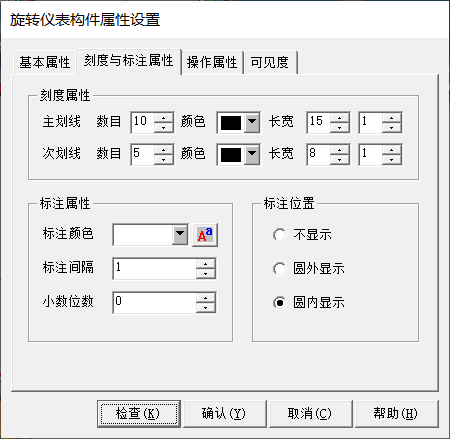 旋转仪表构件属性设置
基本属性 刻度与标注属性 操作属性 可见度
刻度属性
主划线 数目 10 颜色 长宽 15 1
次划线 数目 5 颜色 长宽 8 1
标注属性
标注颜色 Aa
标注间隔 1
小数位数 0
标注位置
不显示
圆外显示
圆内显示
检查(K) 确认(Y) 取消(C) 帮助(H)